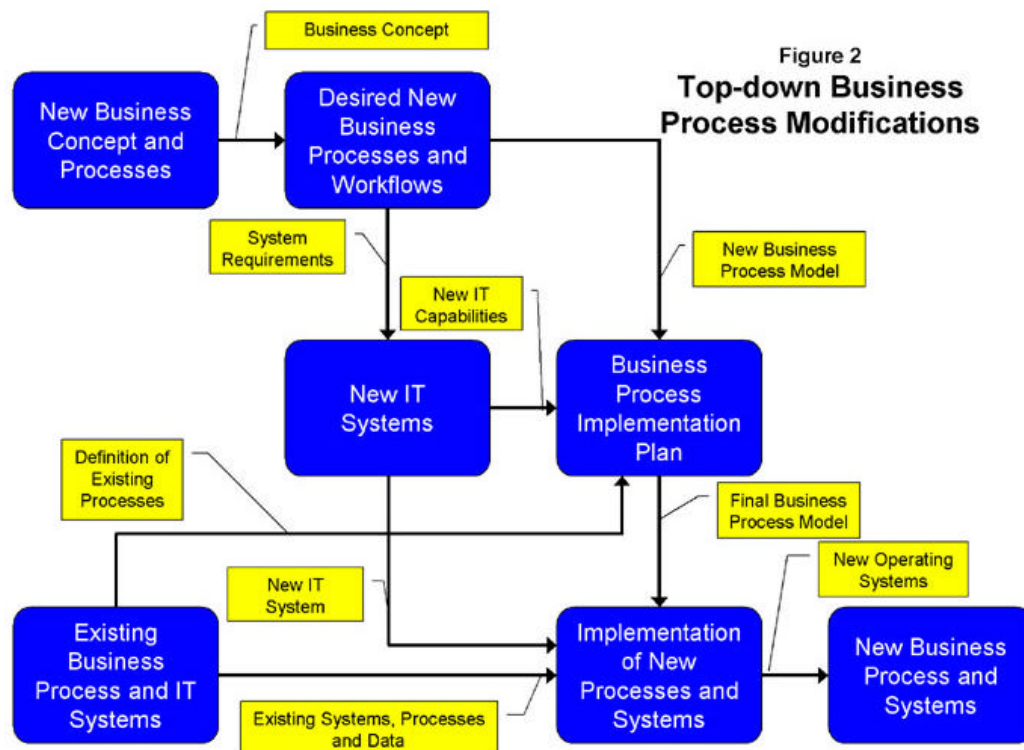 Business Concept
Figure 2
Top-down Business
Process Modifications
New Business
Concept and
Processes
Desired New
Business
Processes and
Workflows
System
Requirements
New Business
Process Model
New IT
Capabilities
New IT
Systems
Business
Process
Implementation
Plan
Definition of
Existing
Processes
Final Business
Process Model
New Operating
Systems
New IT
System
Existing
Business
Process and IT
Systems
Implementation
of New
Processes and
Systems
New Business
Process and
Systems
Existing Systems, Processes
and Data